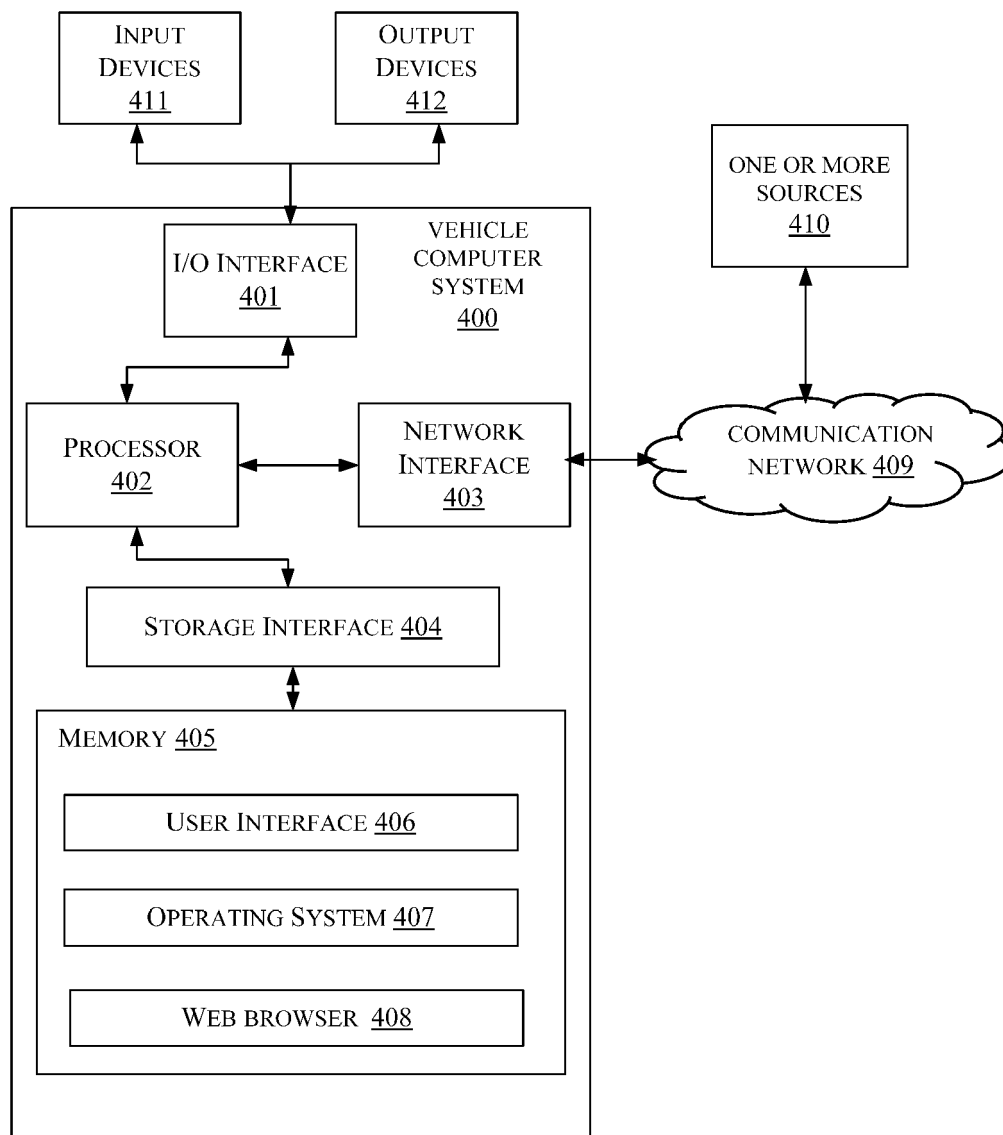 INPUT
DEVICES
411
OUTPUT
DEVICES
412
ONE OR MORE
SOURCES
410
VEHICLE
COMPUTER
SYSTEM
400
I/O INTERFACE
401
PROCESSOR
402
NETWORK
INTERFACE
403
COMMUNICATION
NETWORK 409
STORAGE INTERFACE 404
MEMORY 405
USER INTERFACE 406
OPERATING SYSTEM 407
WEB BROWSER 408